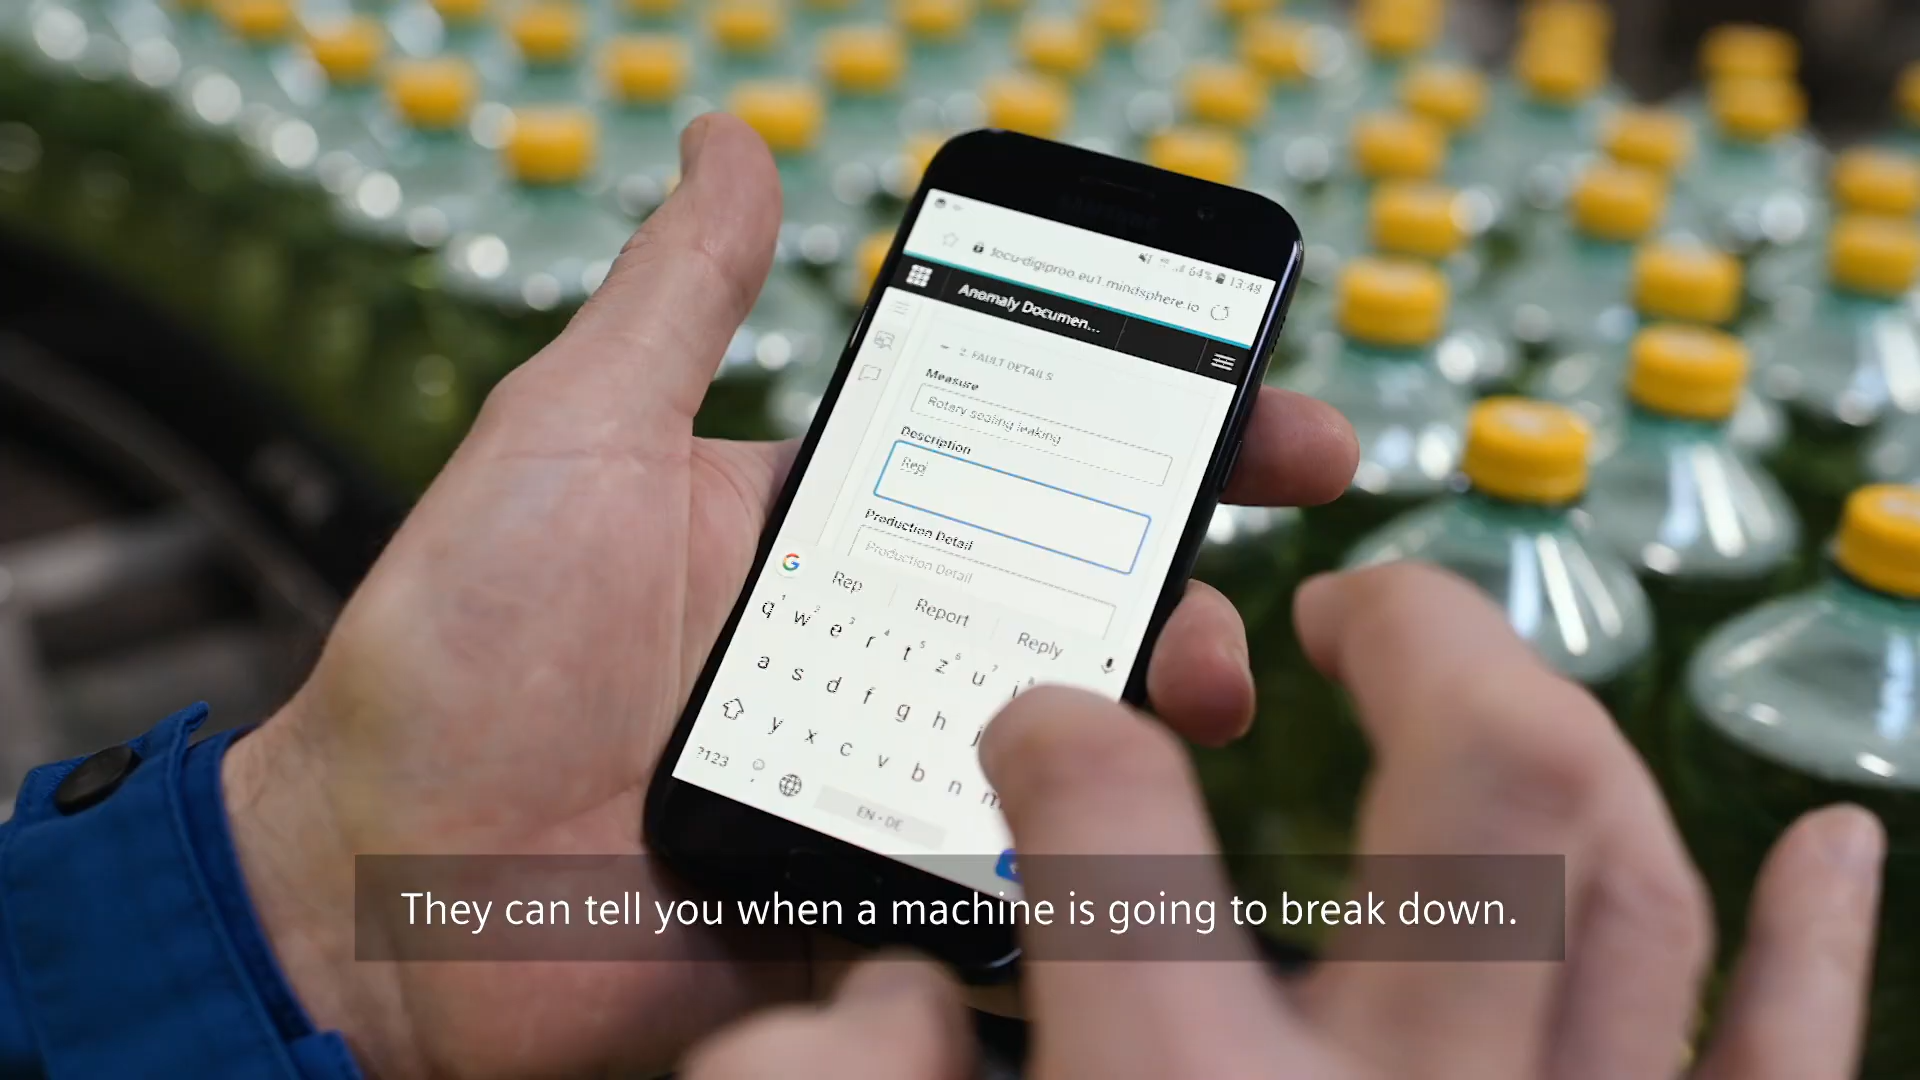 64% 13:48
focu-digiproo.eu1.mindsphere.io
Anomaly Documen...
2. FAULT DETAILS
Measure
Rotary sealing leaking
Description
Repi
Production Detail
Production Detail
Rep Report Reply
q w e r t z u i
a s d f g h j
y x c v b n m
?123
EN • DE
They can tell you when a machine is going to break down.